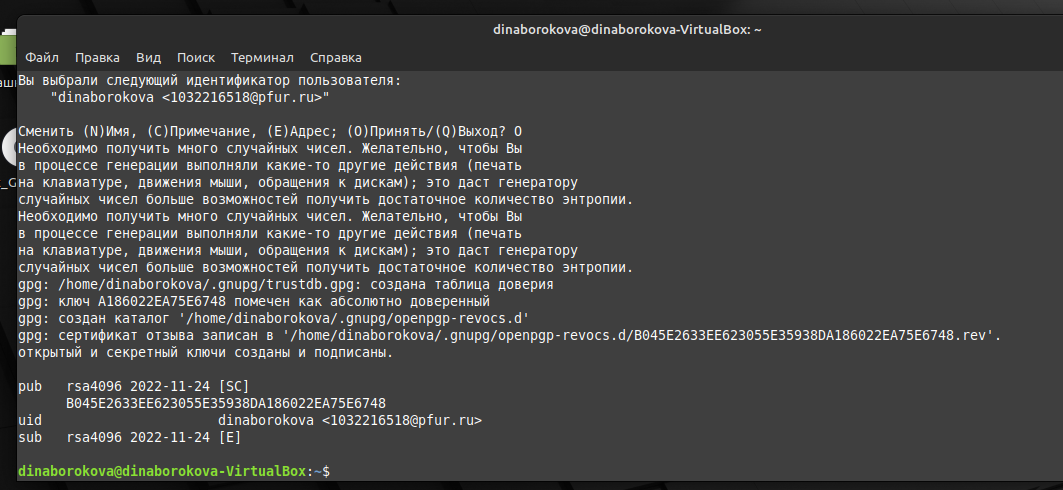 dinaborokova@dinaborokova-VirtualBox: ~
Файл Правка Вид Поиск Терминал Справка
Вы выбрали следующий идентификатор пользователя:
"dinaborokova <1032216518@pfur.ru>"
Сменить (N)Имя, (C)Примечание, (E)Адрес; (O)Принять/(Q)Выход? O
Необходимо получить много случайных чисел. Желательно, чтобы Вы
в процессе генерации выполняли какие-то другие действия (печать
на клавиатуре, движения мыши, обращения к дискам); это даст генератору
случайных чисел больше возможностей получить достаточное количество энтропии.
Необходимо получить много случайных чисел. Желательно, чтобы Вы
в процессе генерации выполняли какие-то другие действия (печать
на клавиатуре, движения мыши, обращения к дискам); это даст генератору
случайных чисел больше возможностей получить достаточное количество энтропии.
gpg: /home/dinaborokova/.gnupg/trustdb.gpg: создана таблица доверия
gpg: ключ A186022EA75E6748 помечен как абсолютно доверенный
gpg: создан каталог '/home/dinaborokova/.gnupg/openpgp-revocs.d'
gpg: сертификат отзыва записан в '/home/dinaborokova/.gnupg/openpgp-revocs.d/B045E2633EE623055E35938DA186022EA75E6748.rev'.
открытый и секретный ключи созданы и подписаны.
pub rsa4096 2022-11-24 [SC]
B045E2633EE623055E35938DA186022EA75E6748
uid dinaborokova <1032216518@pfur.ru>
sub rsa4096 2022-11-24 [E]
dinaborokova@dinaborokova-VirtualBox:~$